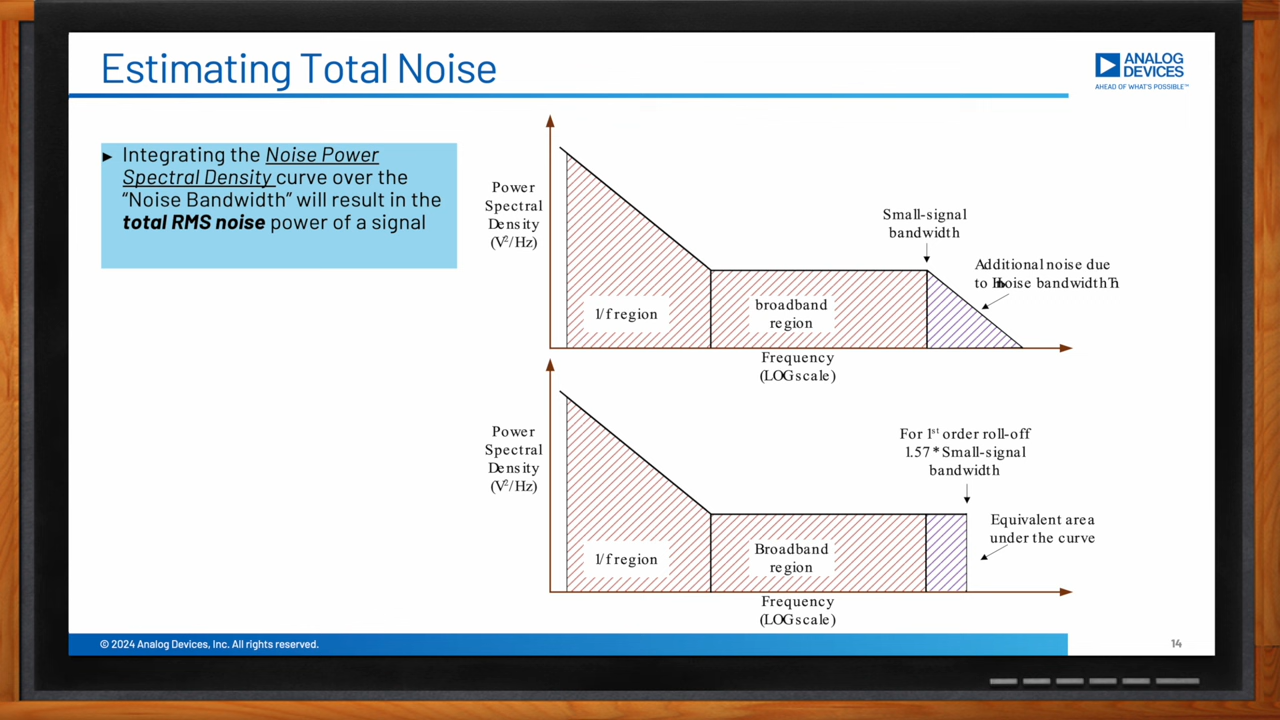 Estimating Total Noise
ANALOG
DEVICES
AHEAD OF WHAT'S POSSIBLE™
► Integrating the Noise Power
Spectral Density curve over the
“Noise Bandwidth” will result in the
total RMS noise power of a signal
Power
Spectral
Density
(V²/Hz)
Small-signal
bandwidth
Additional noise due
to noise bandwidth
1/f region
broadband
region
Frequency
(LOG scale)
Power
Spectral
Density
(V²/Hz)
For 1st order roll-off
1.57 * Small-signal
bandwidth
Equivalent area
under the curve
1/f region
Broadband
region
Frequency
(LOG scale)
© 2024 Analog Devices, Inc. All rights reserved.
14